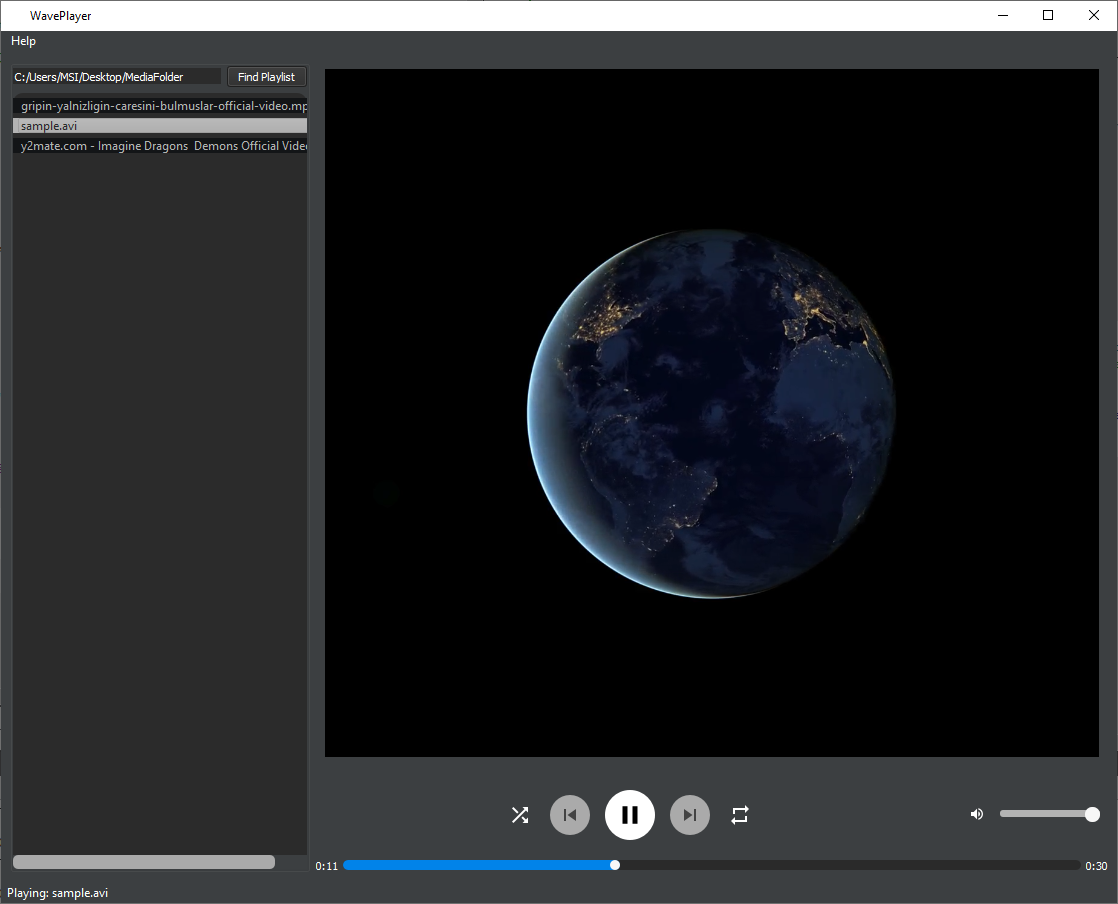 WavePlayer
Help
C:/Users/MSI/Desktop/MediaFolder
Find Playlist
gripin-yalnizligin-caresini-bulmuslar-official-video.mp
sample.avi
y2mate.com - Imagine Dragons  Demons Official Vide
0:11
0:30
Playing: sample.avi